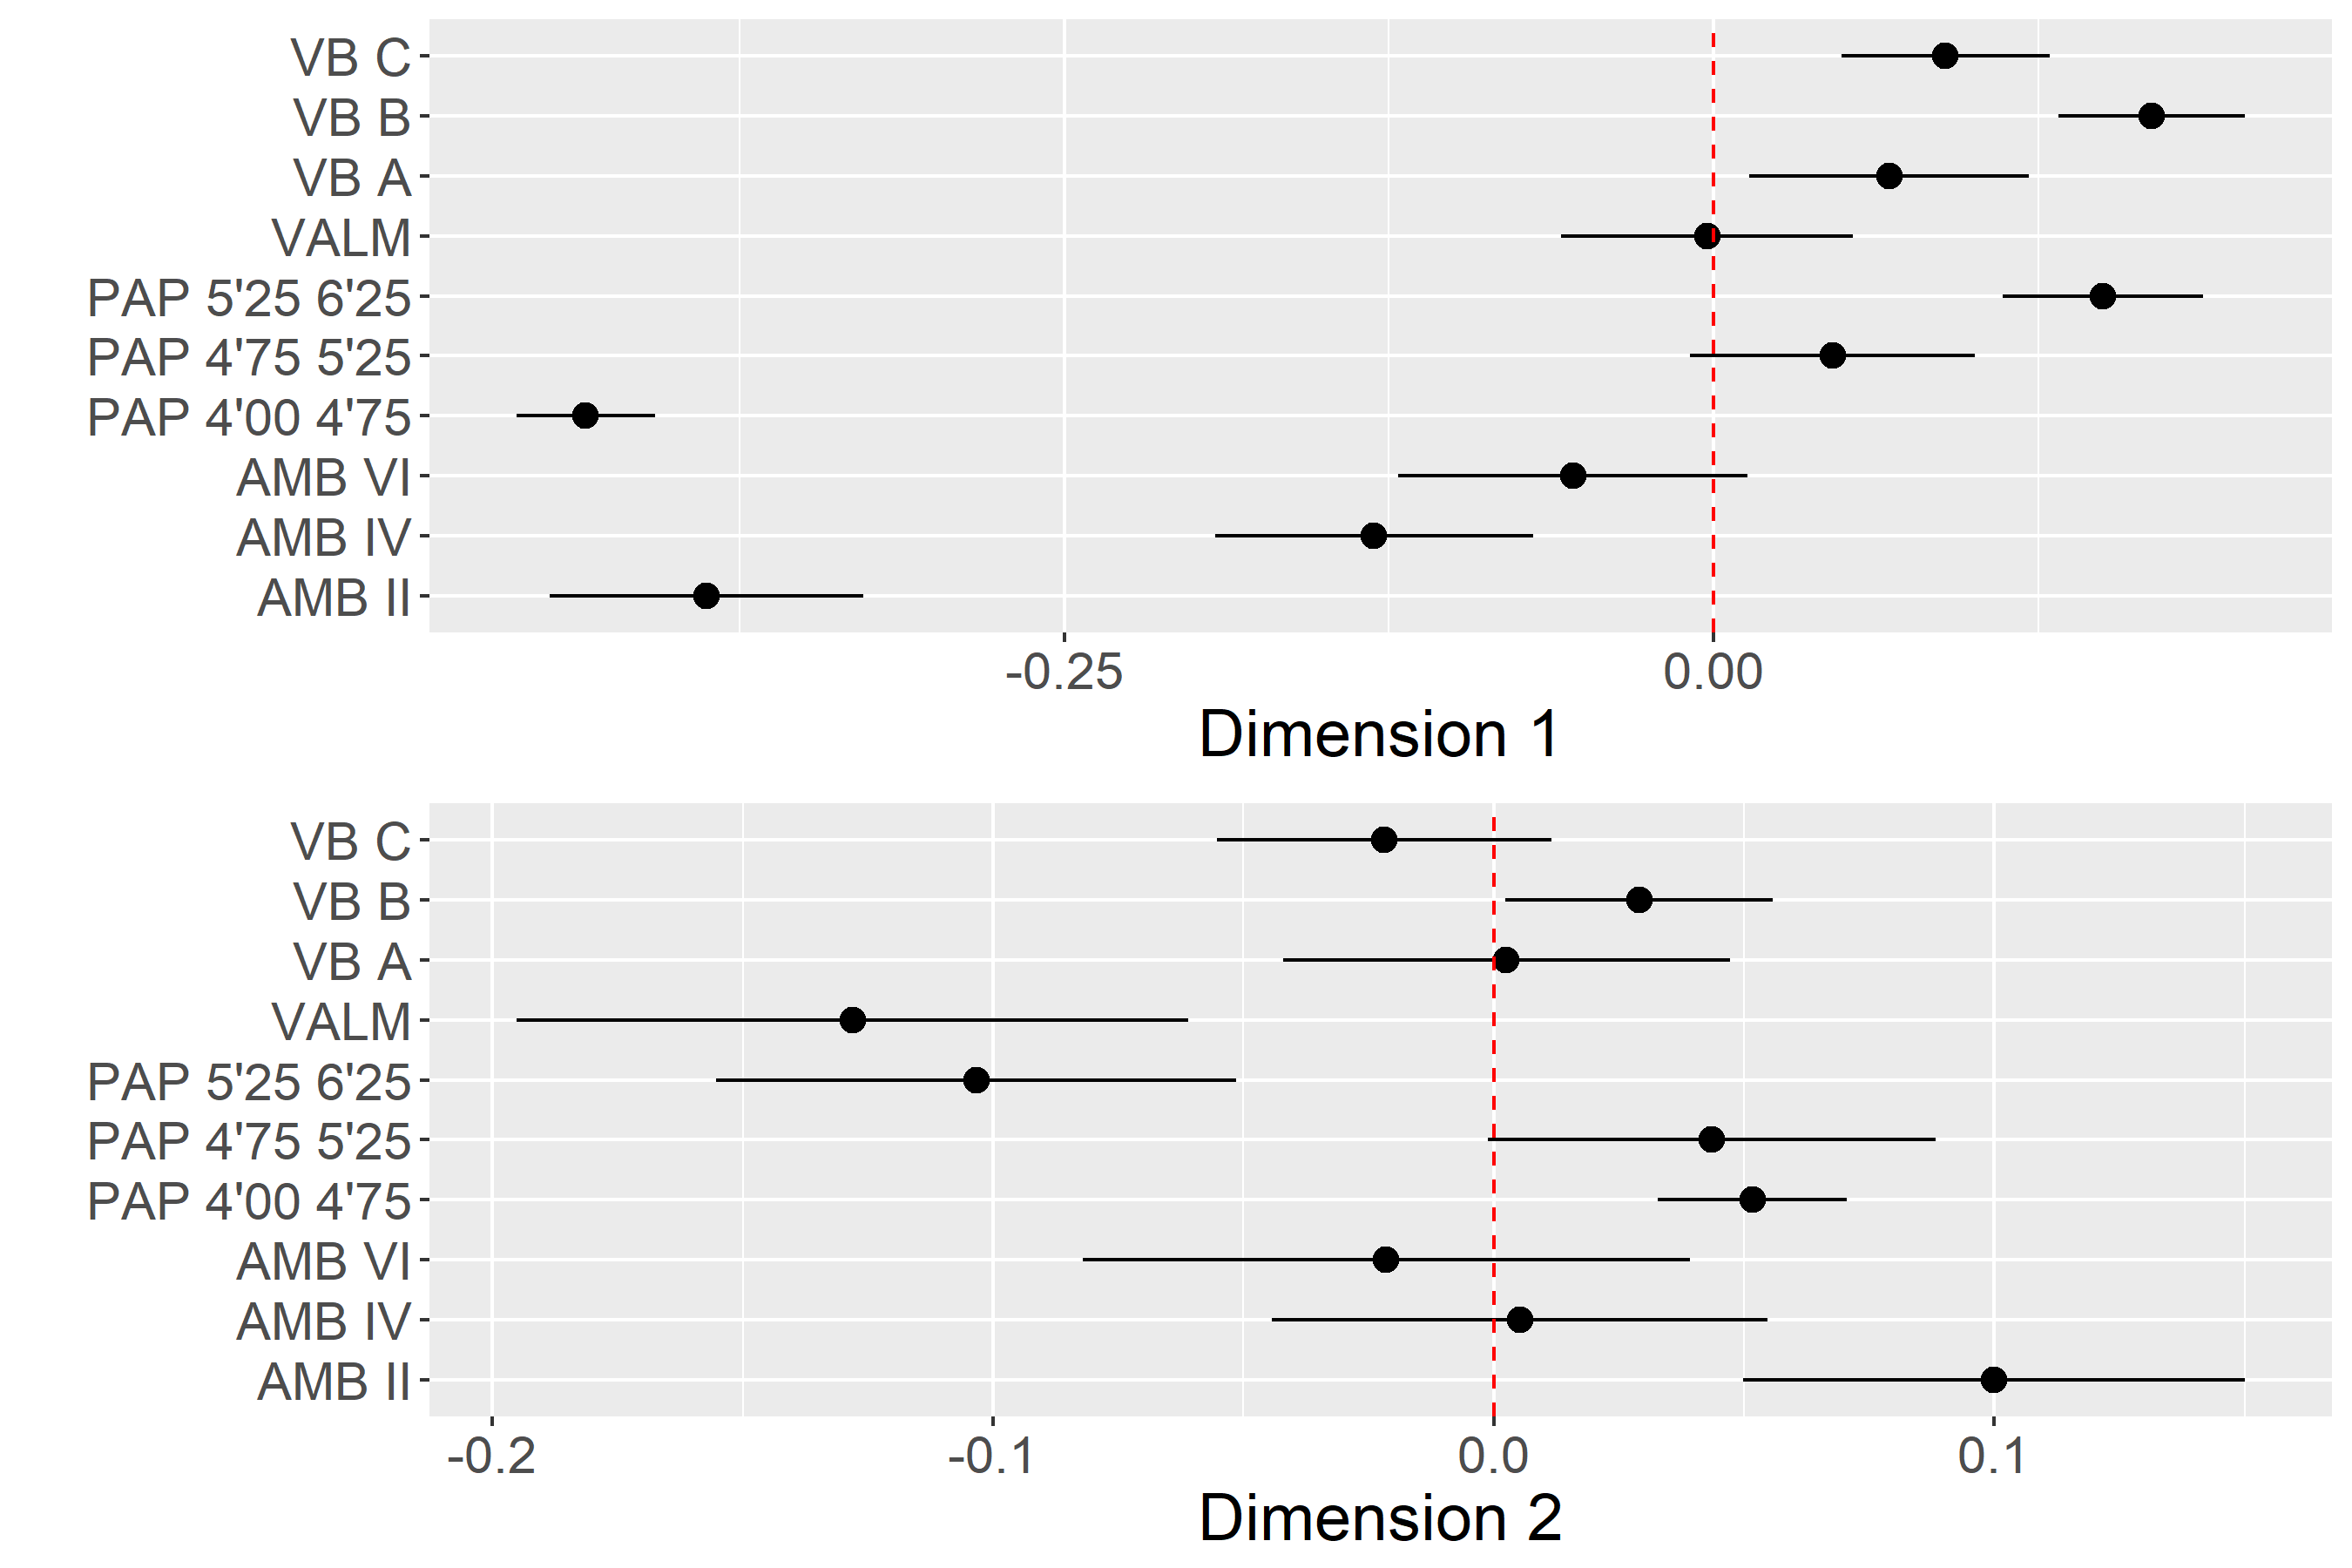 VB C
VB B
VB A
VALM
PAP 5'25 6'25
PAP 4'75 5'25
PAP 4'00 4'75
AMB VI
AMB IV
AMB II
-0.25 0.00
Dimension 1
VB C
VB B
VB A
VALM
PAP 5'25 6'25
PAP 4'75 5'25
PAP 4'00 4'75
AMB VI
AMB IV
AMB II
-0.2 -0.1 0.0 0.1
Dimension 2